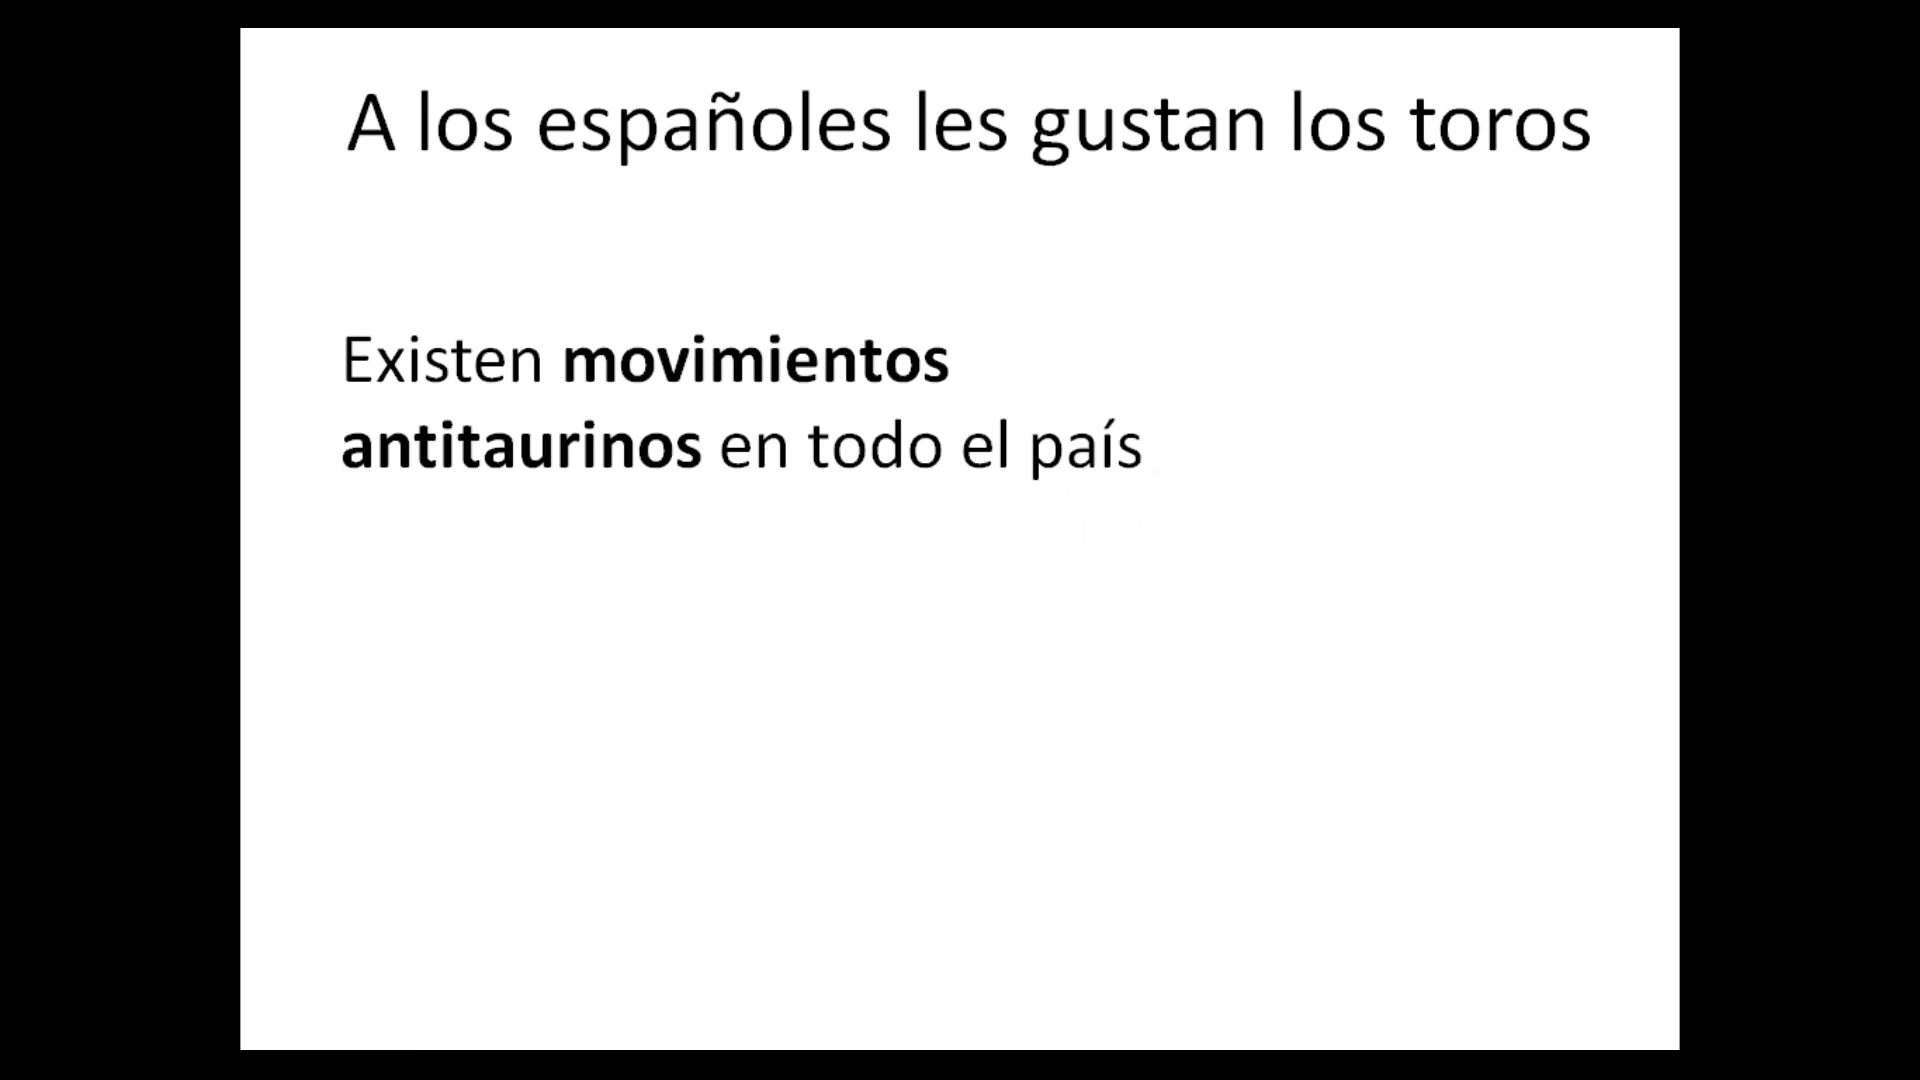 A los españoles les gustan los toros
Existen movimientos
antitaurinos en todo el país